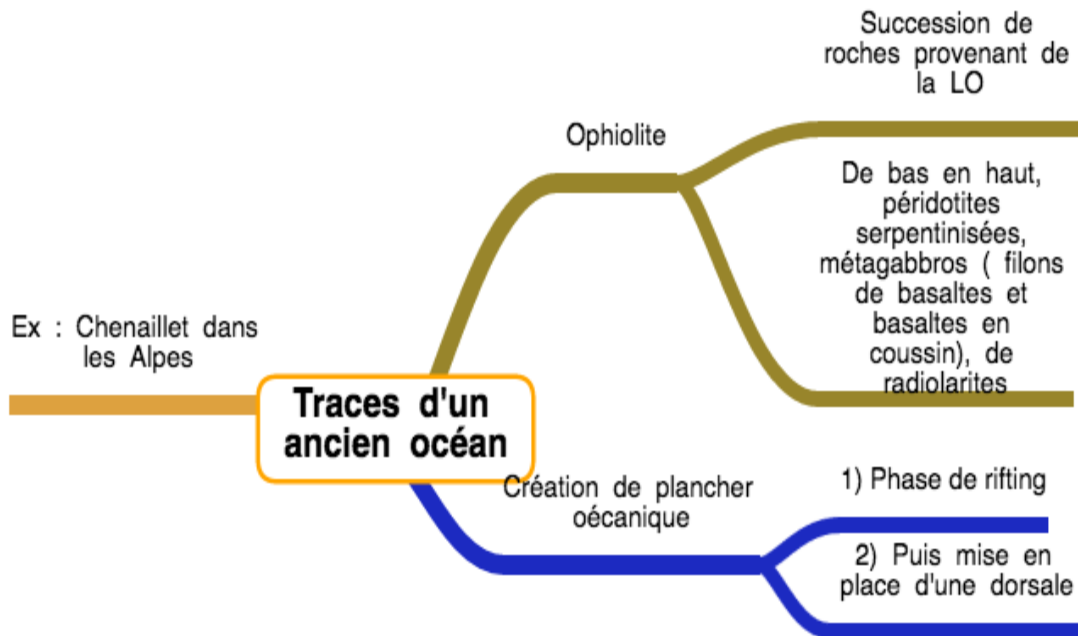 Succession de
roches provenant de
la LO
Ophiolite
De bas en haut,
péridotites
serpentinisées,
métagabbros ( filons
de basaltes et
basaltes en
coussin), de
radiolarites
Ex : Chenaillet dans
les Alpes
Traces d'un
ancien océan
Création de plancher
oécanique
1) Phase de rifting
2) Puis mise en
place d'une dorsale